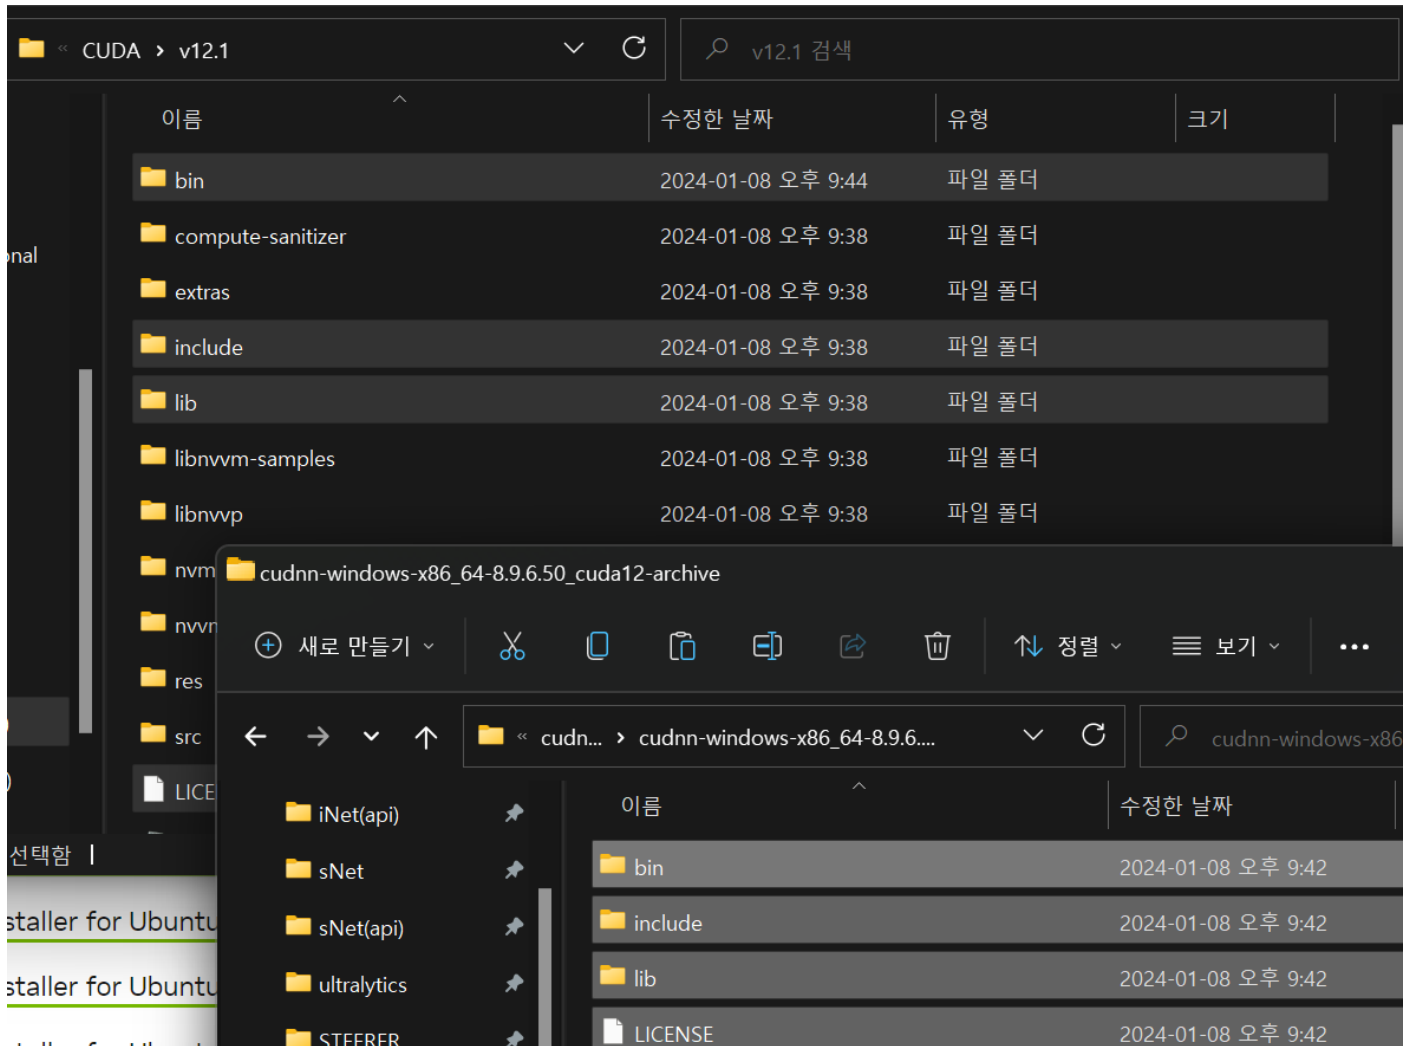 « CUDA > v12.1
v12.1 검색
이름 수정한 날짜 유형 크기
bin 2024-01-08 오후 9:44 파일 폴더
compute-sanitizer 2024-01-08 오후 9:38 파일 폴더
onal
extras 2024-01-08 오후 9:38 파일 폴더
include 2024-01-08 오후 9:38 파일 폴더
lib 2024-01-08 오후 9:38 파일 폴더
libnvvm-samples 2024-01-08 오후 9:38 파일 폴더
libnvvp 2024-01-08 오후 9:38 파일 폴더
nvm
nvvn
res
src
LICE
선택함
staller for Ubuntu
staller for Ubuntu
cudnn-windows-x86_64-8.9.6.50_cuda12-archive
새로 만들기 정렬 보기 •••
« cudn... > cudnn-windows-x86_64-8.9.6....
cudnn-windows-x86
iNet(api)
sNet
sNet(api)
ultralytics
STEERER
이름 수정한 날짜
bin 2024-01-08 오후 9:42
include 2024-01-08 오후 9:42
lib 2024-01-08 오후 9:42
LICENSE 2024-01-08 오후 9:42